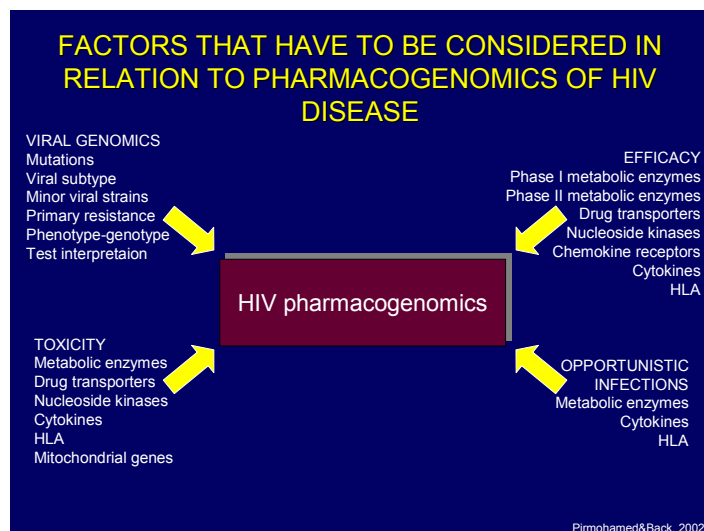 FACTORS THAT HAVE TO BE CONSIDERED IN
RELATION TO PHARMACOGENOMICS OF HIV
DISEASE
VIRAL GENOMICS
Mutations
Viral subtype
Minor viral strains
Primary resistance
Phenotype-genotype
Test interpretaion
EFFICACY
Phase I metabolic enzymes
Phase II metabolic enzymes
Drug transporters
Nucleoside kinases
Chemokine receptors
Cytokines
HLA
HIV pharmacogenomics
TOXICITY
Metabolic enzymes
Drug transporters
Nucleoside kinases
Cytokines
HLA
Mitochondrial genes
OPPORTUNISTIC
INFECTIONS
Metabolic enzymes
Cytokines
HLA
Pirmohamed&Back, 2002